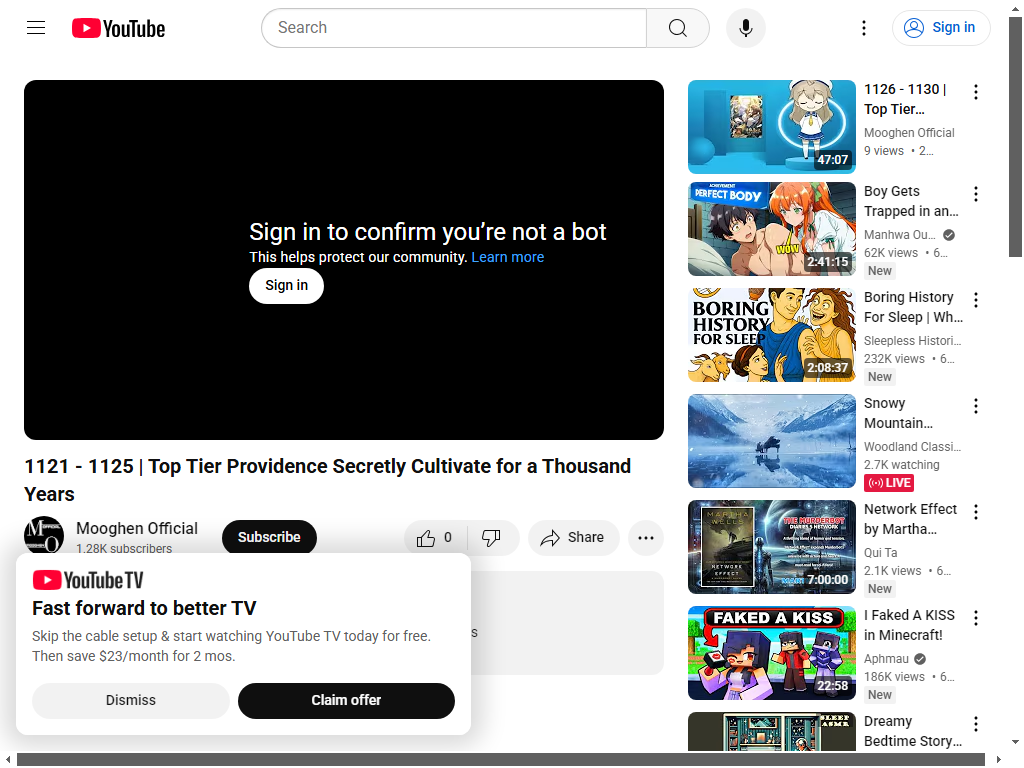 YouTube
Search
Sign in
Sign in to confirm you’re not a bot
This helps protect our community. Learn more
Sign in
1121 - 1125 | Top Tier Providence Secretly Cultivate for a Thousand
Years
Mooghen Official
1.28K subscribers
Subscribe
0
Share
YouTube TV
Fast forward to better TV
Skip the cable setup & start watching YouTube TV today for free.
Then save $23/month for 2 mos.
Dismiss
Claim offer
s
47:07
1126 - 1130 |
Top Tier…
Mooghen Official
9 views • 2…
ACHIEVEMENT
PERFECT BODY
WOW
2:41:15
Boy Gets
Trapped in an…
Manhwa Ou…
62K views • 6…
New
BORING
HISTORY
FOR SLEEP
2:08:37
Boring History
For Sleep | Wh…
Sleepless Histori…
232K views • 6…
New
Snowy
Mountain…
Woodland Classi…
2.7K watching
LIVE
MARTHA
WELLS
NETWORK
EFFECT
THE MURDERBOT
DIARIES 5 NETWORK
7:00:00
Network Effect
by Martha…
Qui Ta
2.1K views • 6…
New
FAKED A KISS
22:58
I Faked A KISS
in Minecraft!
Aphmau
186K views • 6…
New
SLEEP
ASMR
Dreamy
Bedtime Story…